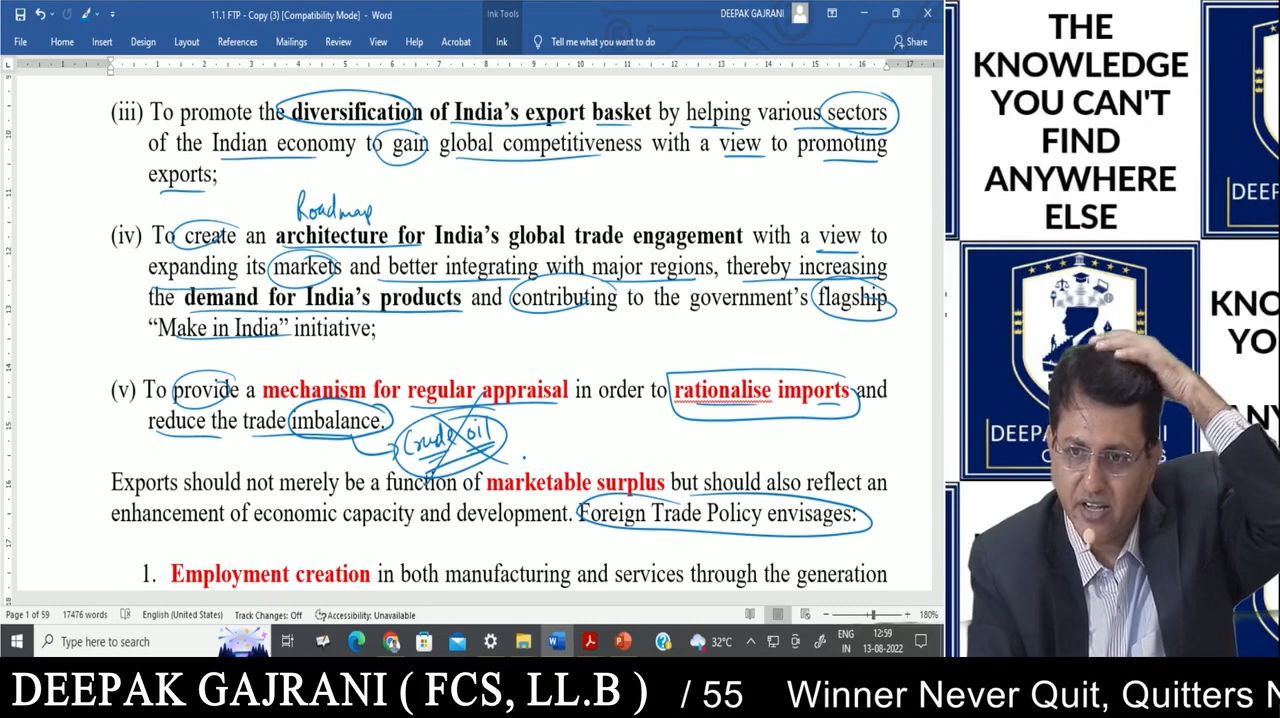 11.1 FTP - Copy (3) [Compatibility Mode] - Word
Ink Tools
DEEPAK GAJRANI
File Home Insert Design Layout References Mailings Review View Help Acrobat Ink Tell me what you want to do Share
(iii) To promote the diversification of India's export basket by helping various sectors
of the Indian economy to gain global competitiveness with a view to promoting
exports;
Roadmap
(iv) To create an architecture for India's global trade engagement with a view to
expanding its markets and better integrating with major regions, thereby increasing
the demand for India's products and contributing to the government's flagship
“Make in India” initiative;
(v) To provide a mechanism for regular appraisal in order to rationalise imports and
reduce the trade imbalance.
Crude oil
Exports should not merely be a function of marketable surplus but should also reflect an
enhancement of economic capacity and development. Foreign Trade Policy envisages:
1. Employment creation in both manufacturing and services through the generation
Page 1 of 59 17476 words English (United States) Track Changes: Off Accessibility: Unavailable 180%
Type here to search
32°C
ENG
IN
12:59
13-08-2022
THE
KNOWLEDGE
YOU CAN'T
FIND
ANYWHERE
ELSE
DEEP
KNO
YO
DEEPA
DEEPAK GAJRANI ( FCS, LL.B ) / 55 Winner Never Quit, Quitters N